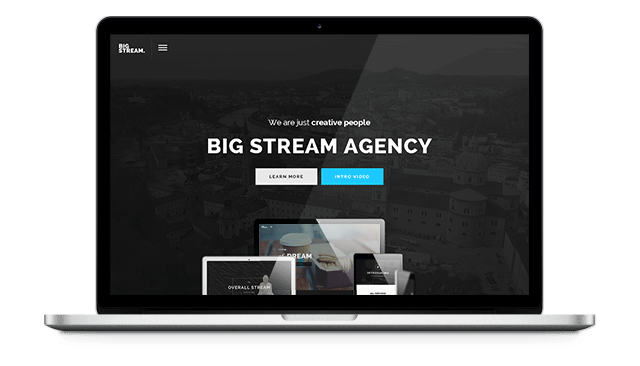 BIG
STREAM.
We are just creative people
BIG STREAM AGENCY
LEARN MORE
INTRO VIDEO
DREAM
OVERALL STREAM